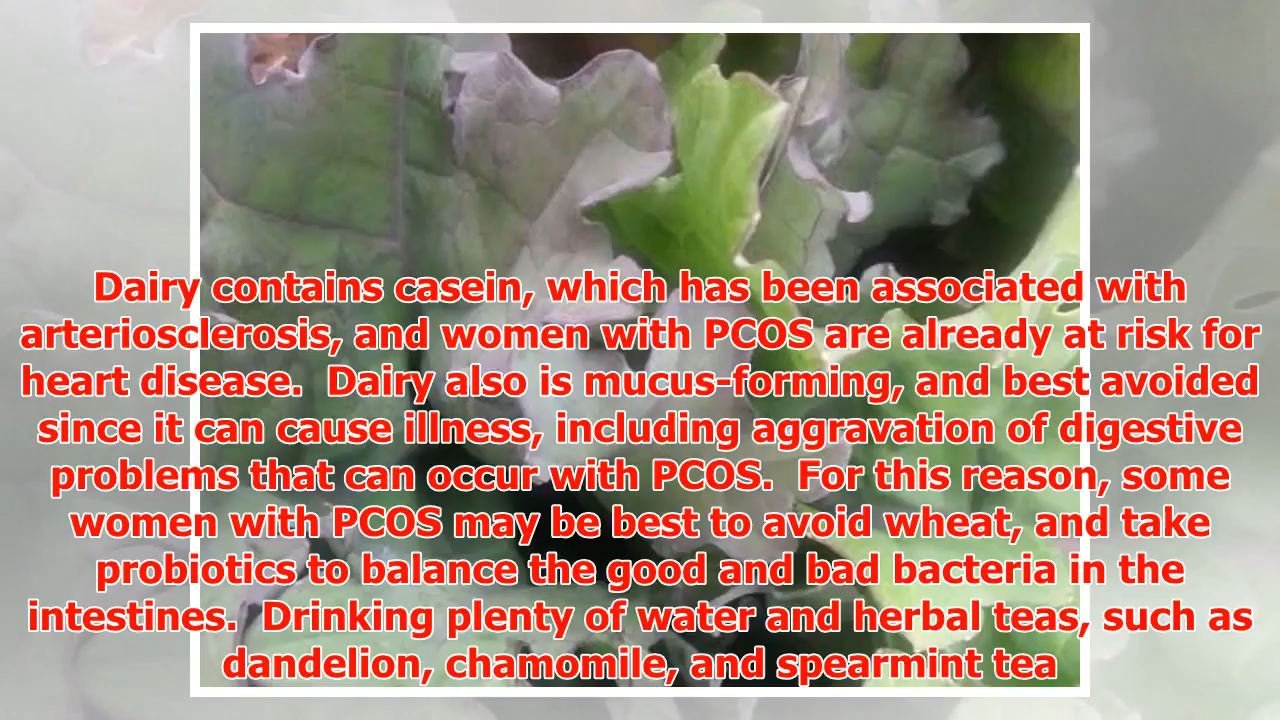 Dairy contains casein, which has been associated with
arteriosclerosis, and women with PCOS are already at risk for
heart disease.  Dairy also is mucus-forming, and best avoided
since it can cause illness, including aggravation of digestive
problems that can occur with PCOS.  For this reason, some
women with PCOS may be best to avoid wheat, and take
probiotics to balance the good and bad bacteria in the
intestines.  Drinking plenty of water and herbal teas, such as
dandelion, chamomile, and spearmint tea